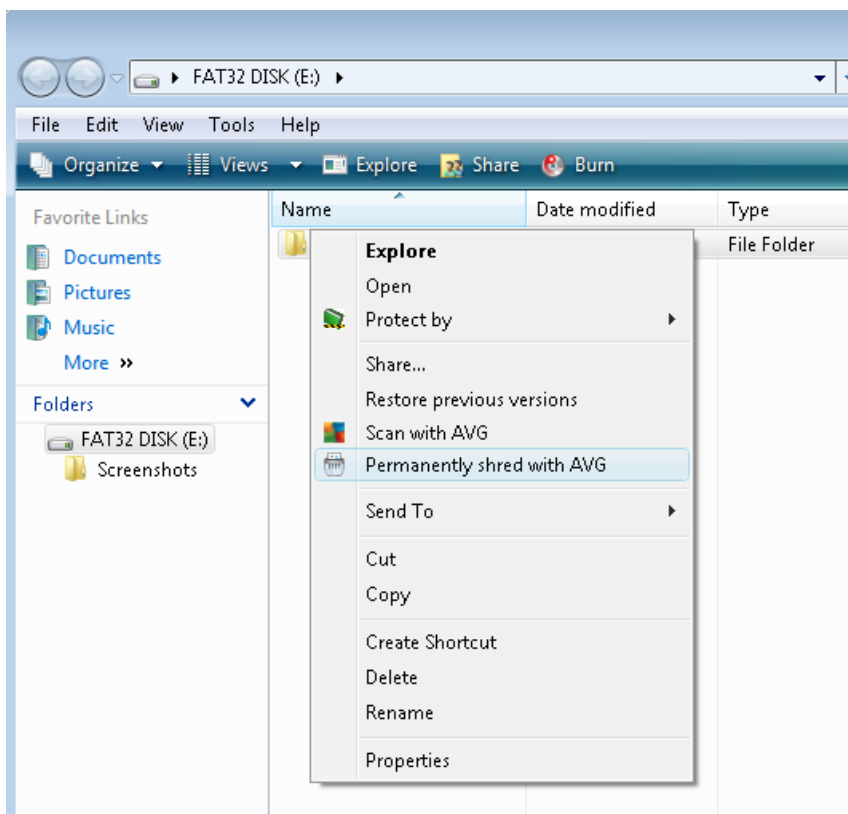 FAT32 DISK (E:)
File Edit View Tools Help
Organize Views Explore Share Burn
Favorite Links
Documents
Pictures
Music
More »
Folders
FAT32 DISK (E:)
Screenshots
Name Date modified Type
File Folder
Explore
Open
Protect by
Share...
Restore previous versions
Scan with AVG
Permanently shred with AVG
Send To
Cut
Copy
Create Shortcut
Delete
Rename
Properties